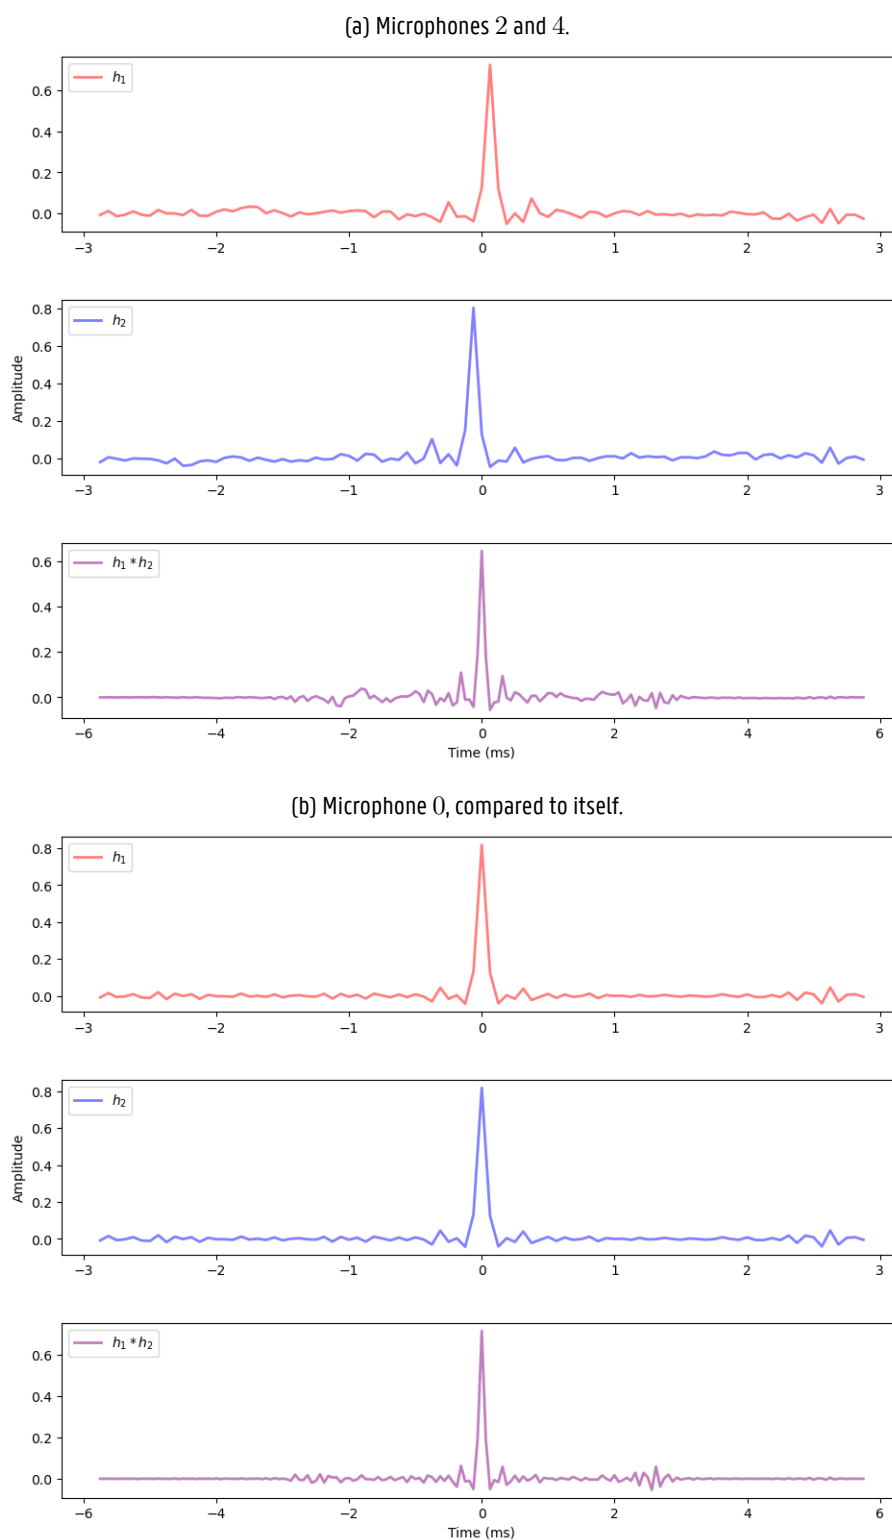 (a) Microphones 2 and 4.
h₁
0.6
0.4
0.2
0.0
−3 −2 −1 0 1 2 3
h₂
0.8
0.6
0.4
0.2
0.0
Amplitude
−3 −2 −1 0 1 2 3
h₁ * h₂
0.6
0.4
0.2
0.0
−6 −4 −2 0 2 4 6
Time (ms)
(b) Microphone 0, compared to itself.
h₁
0.8
0.6
0.4
0.2
0.0
−3 −2 −1 0 1 2 3
h₂
0.8
0.6
0.4
0.2
0.0
Amplitude
−3 −2 −1 0 1 2 3
h₁ * h₂
0.6
0.4
0.2
0.0
−6 −4 −2 0 2 4 6
Time (ms)